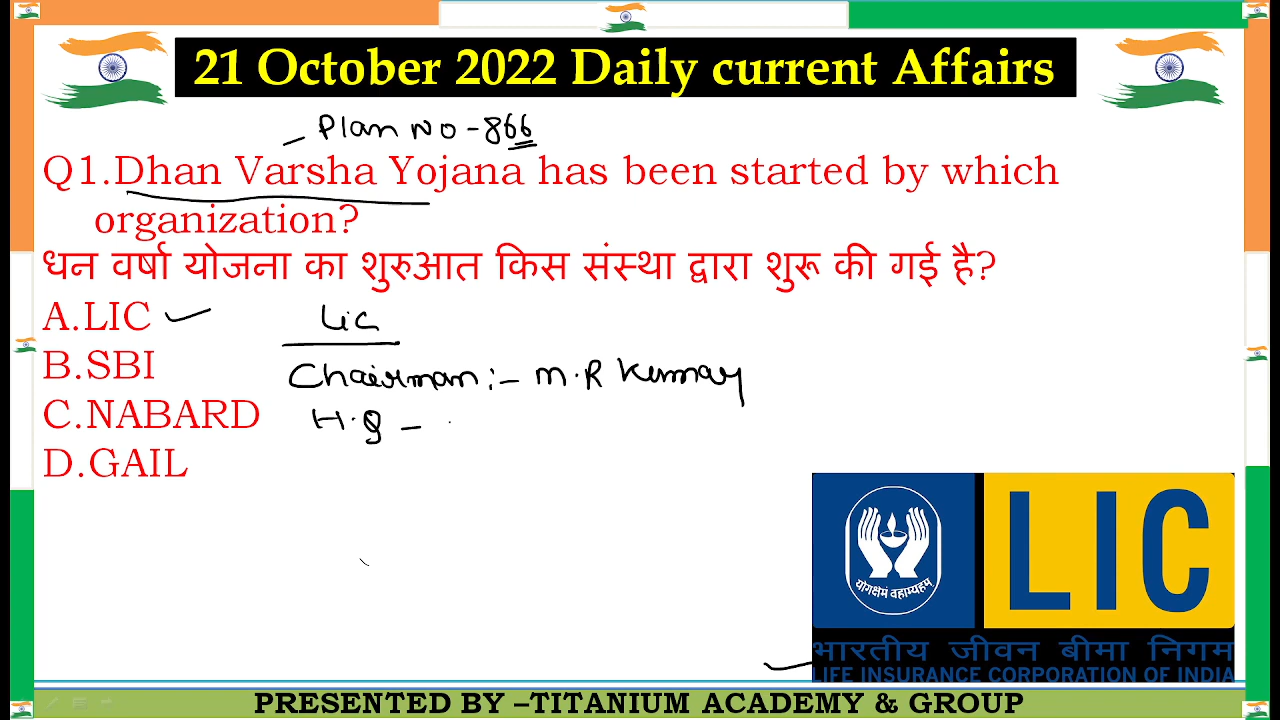 21 October 2022 Daily current Affairs
Plan No - 866
Q1.Dhan Varsha Yojana has been started by which
organization?
धन वर्षा योजना का शुरुआत किस संस्था द्वारा शुरू की गई है?
A.LIC
LIC
B.SBI
Chairman :- M.R Kumar
C.NABARD
H.Q -
D.GAIL
LIC
योगक्षेमं वहाम्यहम्
भारतीय जीवन बीमा निगम
LIFE INSURANCE CORPORATION OF INDIA
PRESENTED BY –TITANIUM ACADEMY & GROUP